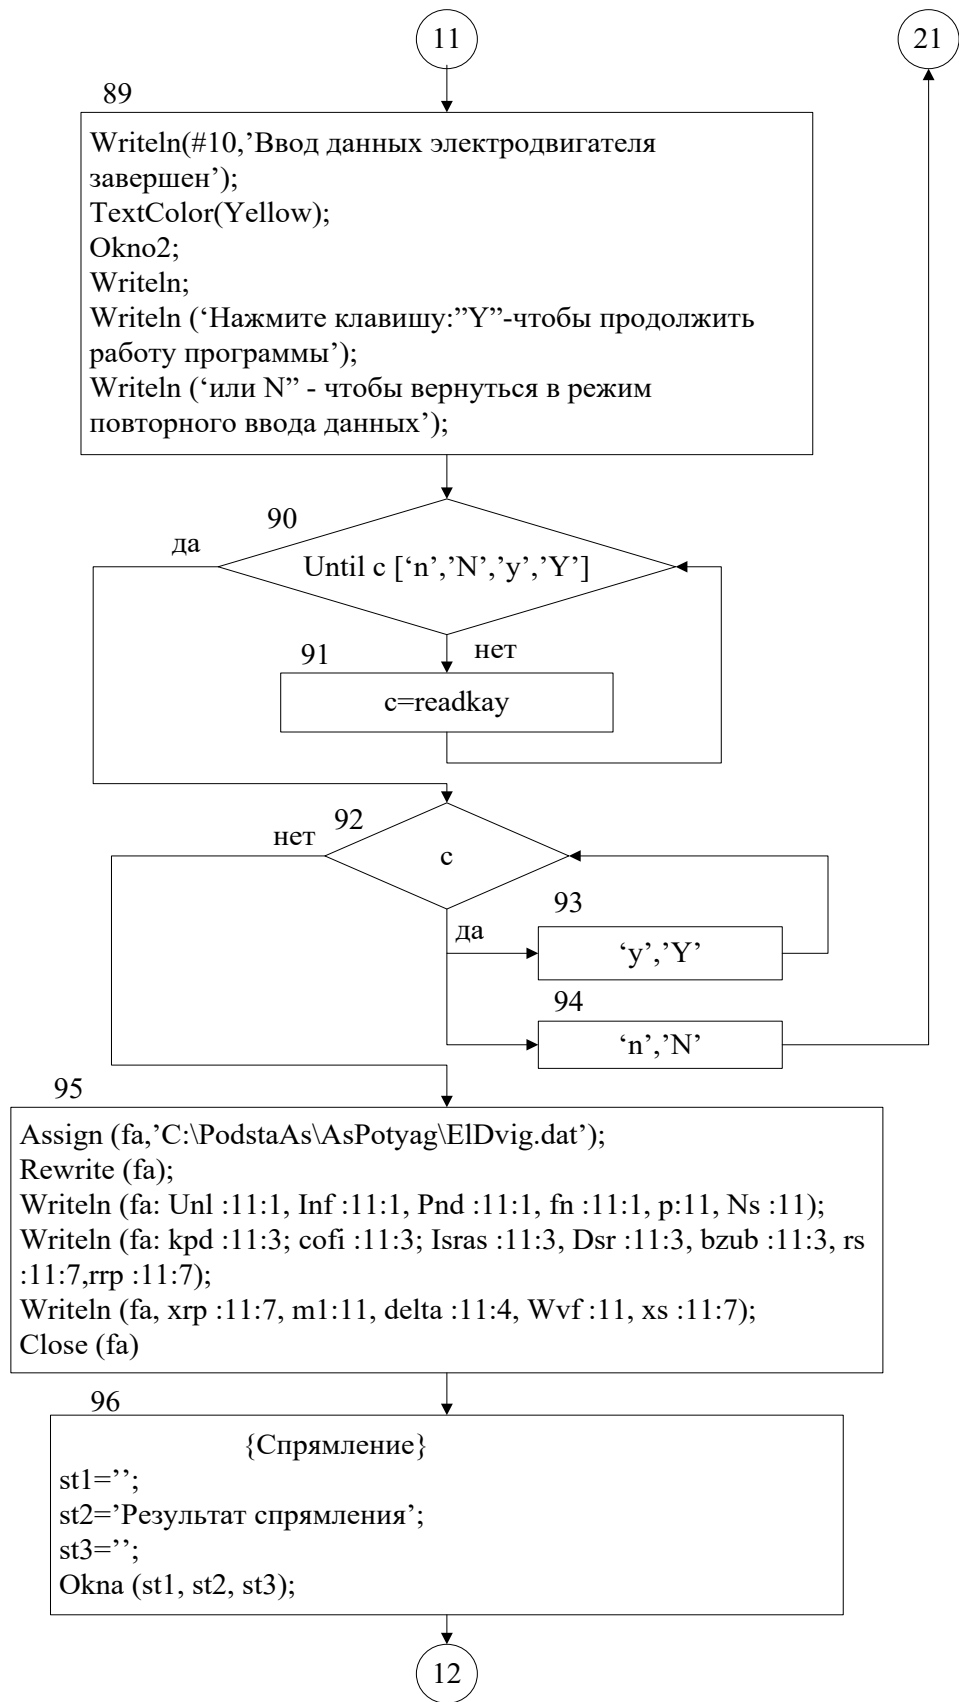 11
21
89
Writeln(#10,’Ввод данных электродвигателя
завершен’);
TextColor(Yellow);
Okno2;
Writeln;
Writeln (‘Нажмите клавишу:”Y”-чтобы продолжить
работу программы’);
Writeln (‘или N” - чтобы вернуться в режим
повторного ввода данных’);
90
да
Until c [‘n’,’N’,’y’,’Y’]
нет
91
c=readkay
92
нет
c
93
да
‘y’,’Y’
94
‘n’,’N’
95
Assign (fa,’C:\PodstaAs\AsPotyag\ElDvig.dat’);
Rewrite (fa);
Writeln (fa: Unl :11:1, Inf :11:1, Pnd :11:1, fn :11:1, p:11, Ns :11);
Writeln (fa: kpd :11:3; cofi :11:3; Isras :11:3, Dsr :11:3, bzub :11:3, rs
:11:7,rrp :11:7);
Writeln (fa, xrp :11:7, m1:11, delta :11:4, Wvf :11, xs :11:7);
Close (fa)
96
{Спрямление}
st1=’’;
st2=’Результат спрямления’;
st3=’’;
Okna (st1, st2, st3);
12